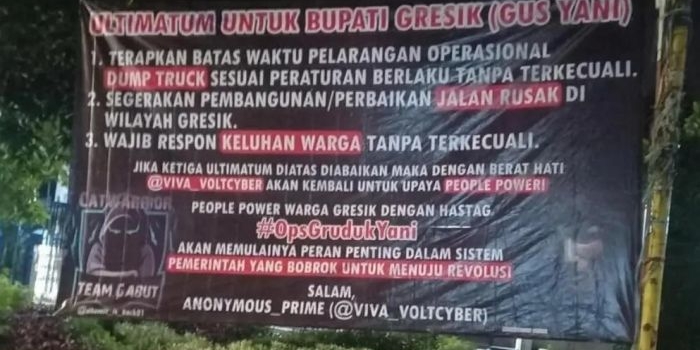 ULTIMATUM UNTUK BUPATI GRESIK (GUS YANI)
1. TERAPKAN BATAS WAKTU PELARANGAN OPERASIONAL
DUMP TRUCK SESUAI PERATURAN BERLAKU TANPA TERKECUALI.
2. SEGERAKAN PEMBANGUNAN/PERBAIKAN JALAN RUSAK DI
WILAYAH GRESIK.
3. WAJIB RESPON KELUHAN WARGA TANPA TERKECUALI.
JIKA KETIGA ULTIMATUM DIATAS DIABAIKAN MAKA DENGAN BERAT HATI
@VIVA_VOLTCYBER AKAN KEMBALI UNTUK UPAYA PEOPLE POWER!
PEOPLE POWER WARGA GRESIK DENGAN HASTAG.
#OpsGrudukYani
AKAN MEMULAINYA PERAN PENTING DALAM SISTEM
PEMERINTAH YANG BOBROK UNTUK MENUJU REVOLUSI
SALAM,
ANONYMOUS_PRIME (@VIVA_VOLTCYBER)
CATWARRIOR
TEAM GABUT